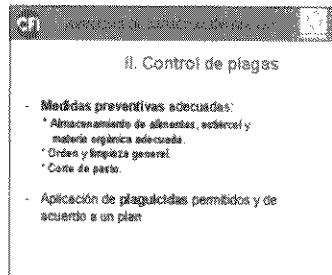 CFI
II. Control de plagas
- Medidas preventivas adecuadas:
* Almacenamiento de alimentos, estiércol y
materia orgánica adecuada.
* Orden y limpieza general.
* Corte de pasto.
- Aplicación de plaguicidas permitidos y de
acuerdo a un plan